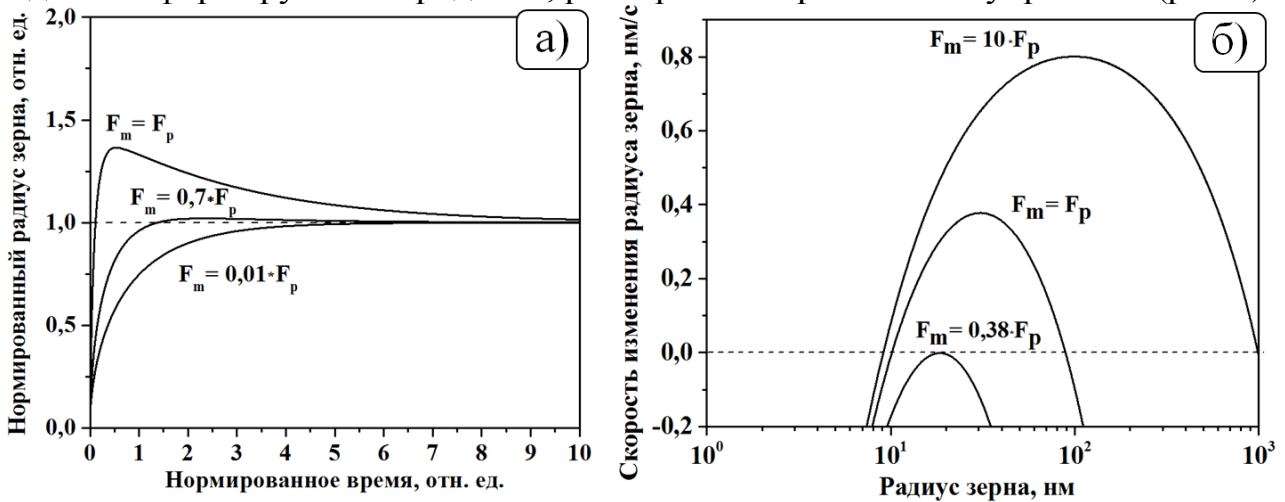 2,0
1,5
1,0
0,5
0,0
0 1 2 3 4 5 6 7 8 9 10
Нормированный радиус зерна, отн. ед.
Нормированное время, отн. ед.
а)
F_m= F_p
F_m= 0,7*F_p
F_m= 0,01*F_p
Скорость изменения радиуса зерна, нм/с
0,8
0,6
0,4
0,2
0,0
-0,2
10^0 10^1 10^2 10^3
Радиус зерна, нм
б)
F_m= 10·F_p
F_m= F_p
F_m= 0,38·F_p